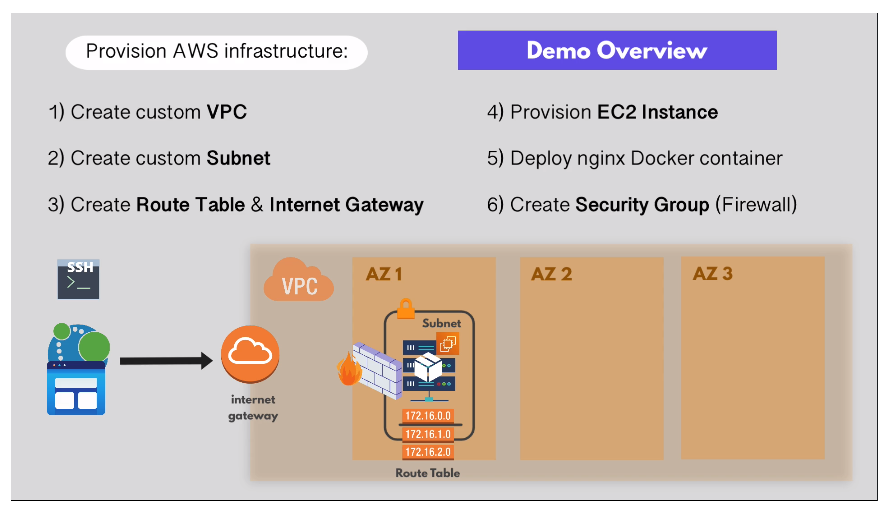 Provision AWS infrastructure:
Demo Overview
1) Create custom VPC
2) Create custom Subnet
3) Create Route Table & Internet Gateway
4) Provision EC2 Instance
5) Deploy nginx Docker container
6) Create Security Group (Firewall)
SSH
>_
internet
gateway
VPC
AZ 1
Subnet
172.16.0.0
172.16.1.0
172.16.2.0
Route Table
AZ 2
AZ 3